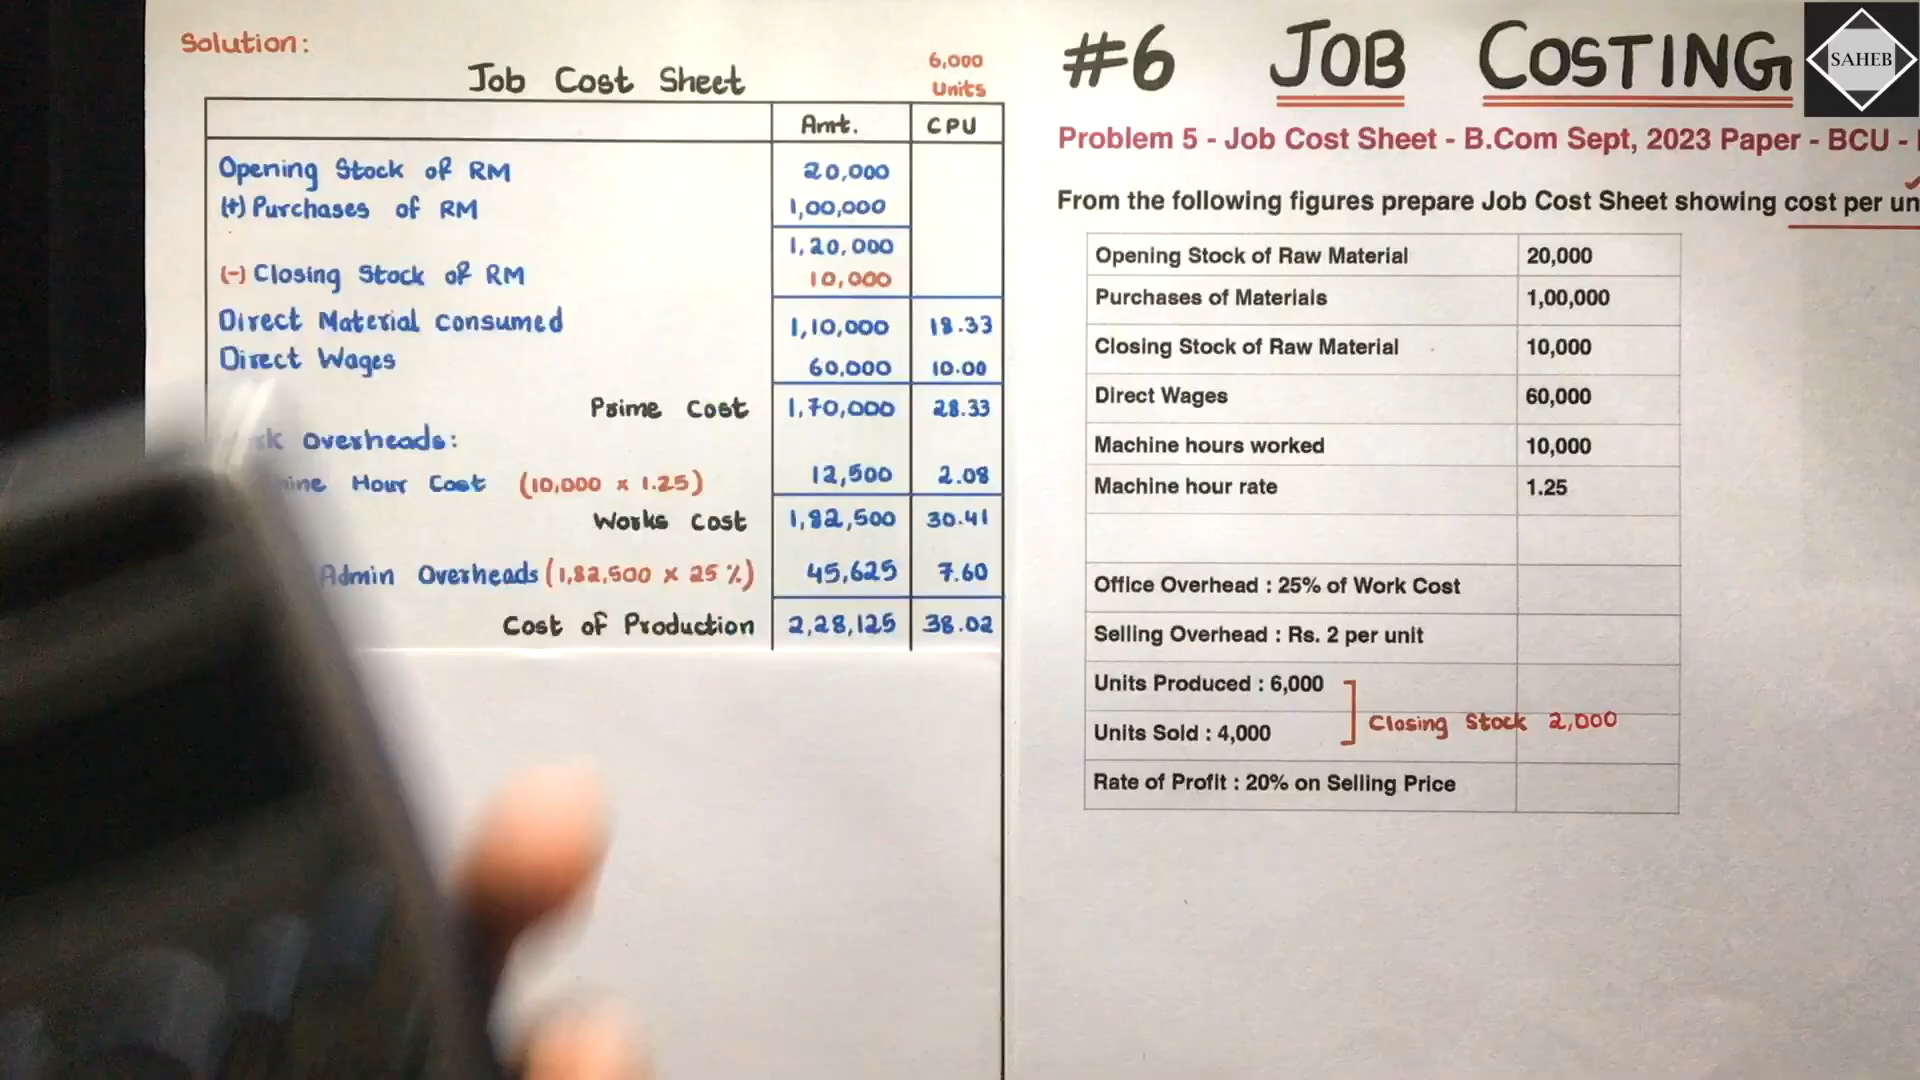 Solution:
6,000
Units
Job Cost Sheet
Amt. CPU
Opening Stock of RM 20,000
(+) Purchases of RM 1,00,000
1,20,000
(-) Closing Stock of RM 10,000
Direct Material Consumed 1,10,000 18.33
Direct Wages 60,000 10.00
Prime Cost 1,70,000 28.33
Overheads:
Hour Cost (10,000 x 1.25) 12,500 2.08
Works Cost 1,82,500 30.41
Admin Overheads (1,82,500 x 25 %) 45,625 7.60
Cost of Production 2,28,125 38.02
#6 JOB COSTING
SAHEB
Problem 5 - Job Cost Sheet - B.Com Sept, 2023 Paper - BCU -
From the following figures prepare Job Cost Sheet showing cost per
Opening Stock of Raw Material 20,000
Purchases of Materials 1,00,000
Closing Stock of Raw Material 10,000
Direct Wages 60,000
Machine hours worked 10,000
Machine hour rate 1.25
Office Overhead : 25% of Work Cost
Selling Overhead : Rs. 2 per unit
Units Produced : 6,000
Closing Stock 2,000
Units Sold : 4,000
Rate of Profit : 20% on Selling Price